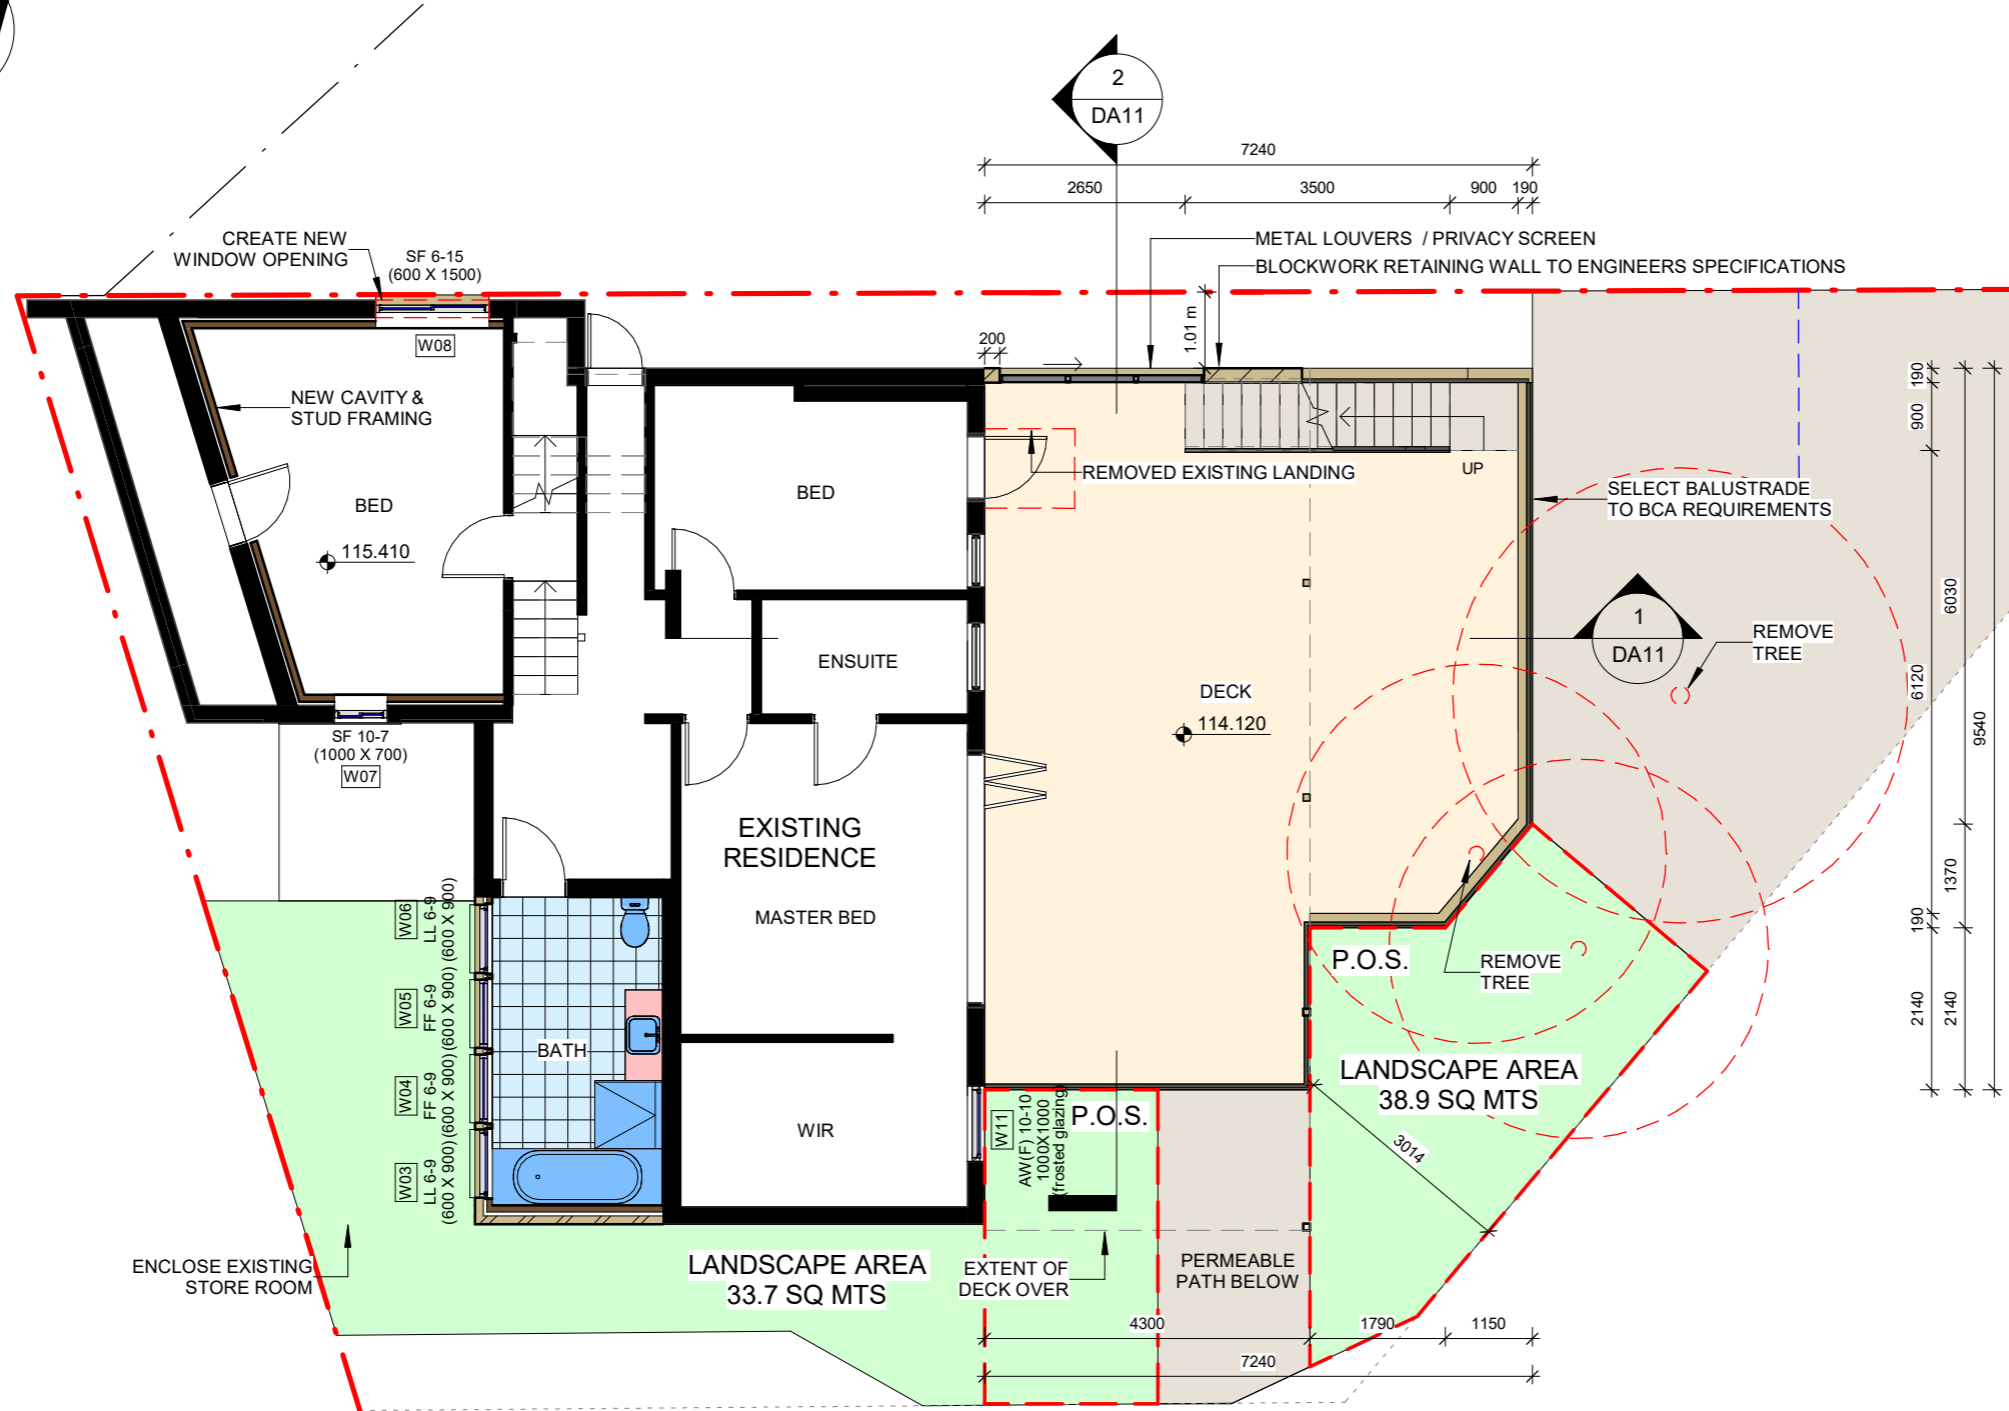 2
DA11
7240
2650
3500
900
190
CREATE NEW
WINDOW OPENING
SF 6-15
(600 X 1500)
METAL LOUVERS / PRIVACY SCREEN
BLOCKWORK RETAINING WALL TO ENGINEERS SPECIFICATIONS
W08
200
1.01 m
190
900
NEW CAVITY &
STUD FRAMING
BED
115.410
BED
REMOVED EXISTING LANDING
UP
SELECT BALUSTRADE
TO BCA REQUIREMENTS
6030
1
DA11
REMOVE
TREE
ENSUITE
DECK
114.120
6120
9540
SF 10-7
(1000 X 700)
W07
EXISTING
RESIDENCE
MASTER BED
1370
190
W06
LL 6-9
(600 X 900)
W05
FF 6-9
(600 X 900)
W04
FF 6-9
(600 X 900)
W03
LL 6-9
(600 X 900)
P.O.S.
REMOVE
TREE
2140
2140
BATH
LANDSCAPE AREA
38.9 SQ MTS
WIR
W11
AW(F) 10-10
1000X1000
(frosted glazing)
P.O.S.
3014
ENCLOSE EXISTING
STORE ROOM
LANDSCAPE AREA
33.7 SQ MTS
EXTENT OF
DECK OVER
PERMEABLE
PATH BELOW
4300
1790
1150
7240